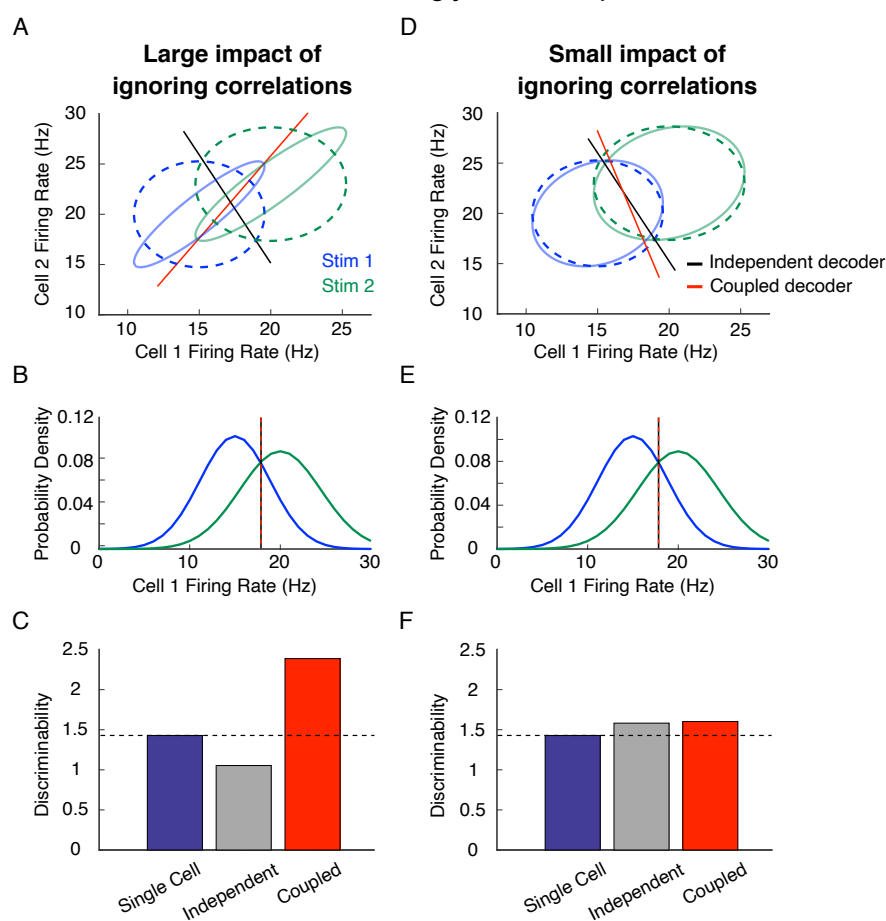 A
Large impact of
ignoring correlations
30
25
20
15
10
Cell 2 Firing Rate (Hz)
Stim 1
Stim 2
10 15 20 25
Cell 1 Firing Rate (Hz)
D
Small impact of
ignoring correlations
30
25
20
15
10
Cell 2 Firing Rate (Hz)
Independent decoder
Coupled decoder
10 15 20 25
Cell 1 Firing Rate (Hz)
B
0.12
0.08
0.04
0
Probability Density
0 10 20 30
Cell 1 Firing Rate (Hz)
E
0.12
0.08
0.04
0
Probability Density
0 10 20 30
Cell 1 Firing Rate (Hz)
C
2.5
2
1.5
1
0.5
0
Discriminability
Single Cell
Independent
Coupled
F
2.5
2
1.5
1
0.5
0
Discriminability
Single Cell
Independent
Coupled